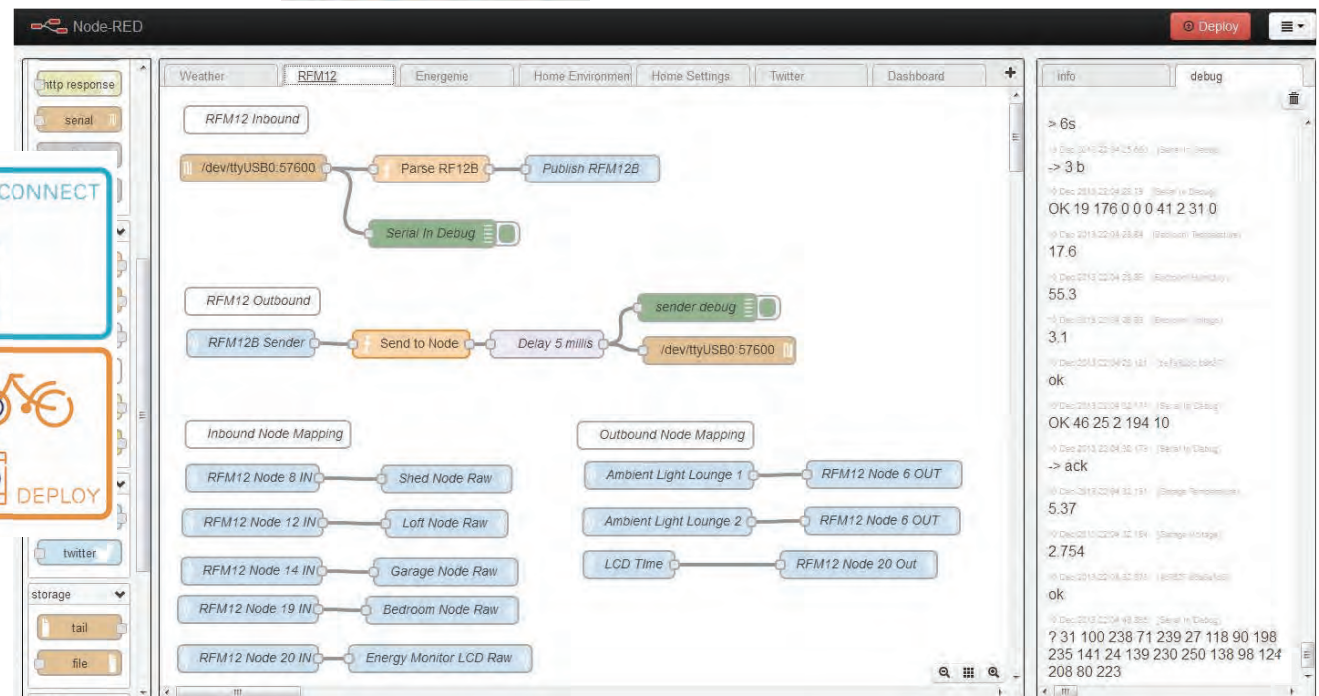 Node-RED
Deploy
http response
serial
CONNECT
DEPLOY
twitter
storage
tail
file
Weather
RFM12
Energenie
Home Environmen
Home Settings
Twitter
Dashboard
RFM12 Inbound
/dev/ttyUSB0:57600
Parse RF12B
Publish RFM12B
Serial In Debug
RFM12 Outbound
RFM12B Sender
Send to Node
Delay 5 millis
sender debug
/dev/ttyUSB0:57600
Inbound Node Mapping
RFM12 Node 8 IN
Shed Node Raw
RFM12 Node 12 IN
Loft Node Raw
RFM12 Node 14 IN
Garage Node Raw
RFM12 Node 19 IN
Bedroom Node Raw
RFM12 Node 20 IN
Energy Monitor LCD Raw
Outbound Node Mapping
Ambient Light Lounge 1
RFM12 Node 6 OUT
Ambient Light Lounge 2
RFM12 Node 6 OUT
LCD TIme
RFM12 Node 20 Out
info
debug
> 6s
-> 3 b
OK 19 176 0 0 0 41 2 31 0
17.6
55.3
3.1
ok
OK 46 25 2 194 10
-> ack
5.37
2.754
ok
? 31 100 238 71 239 27 118 90 198
235 141 24 139 230 250 138 98 124
208 80 223